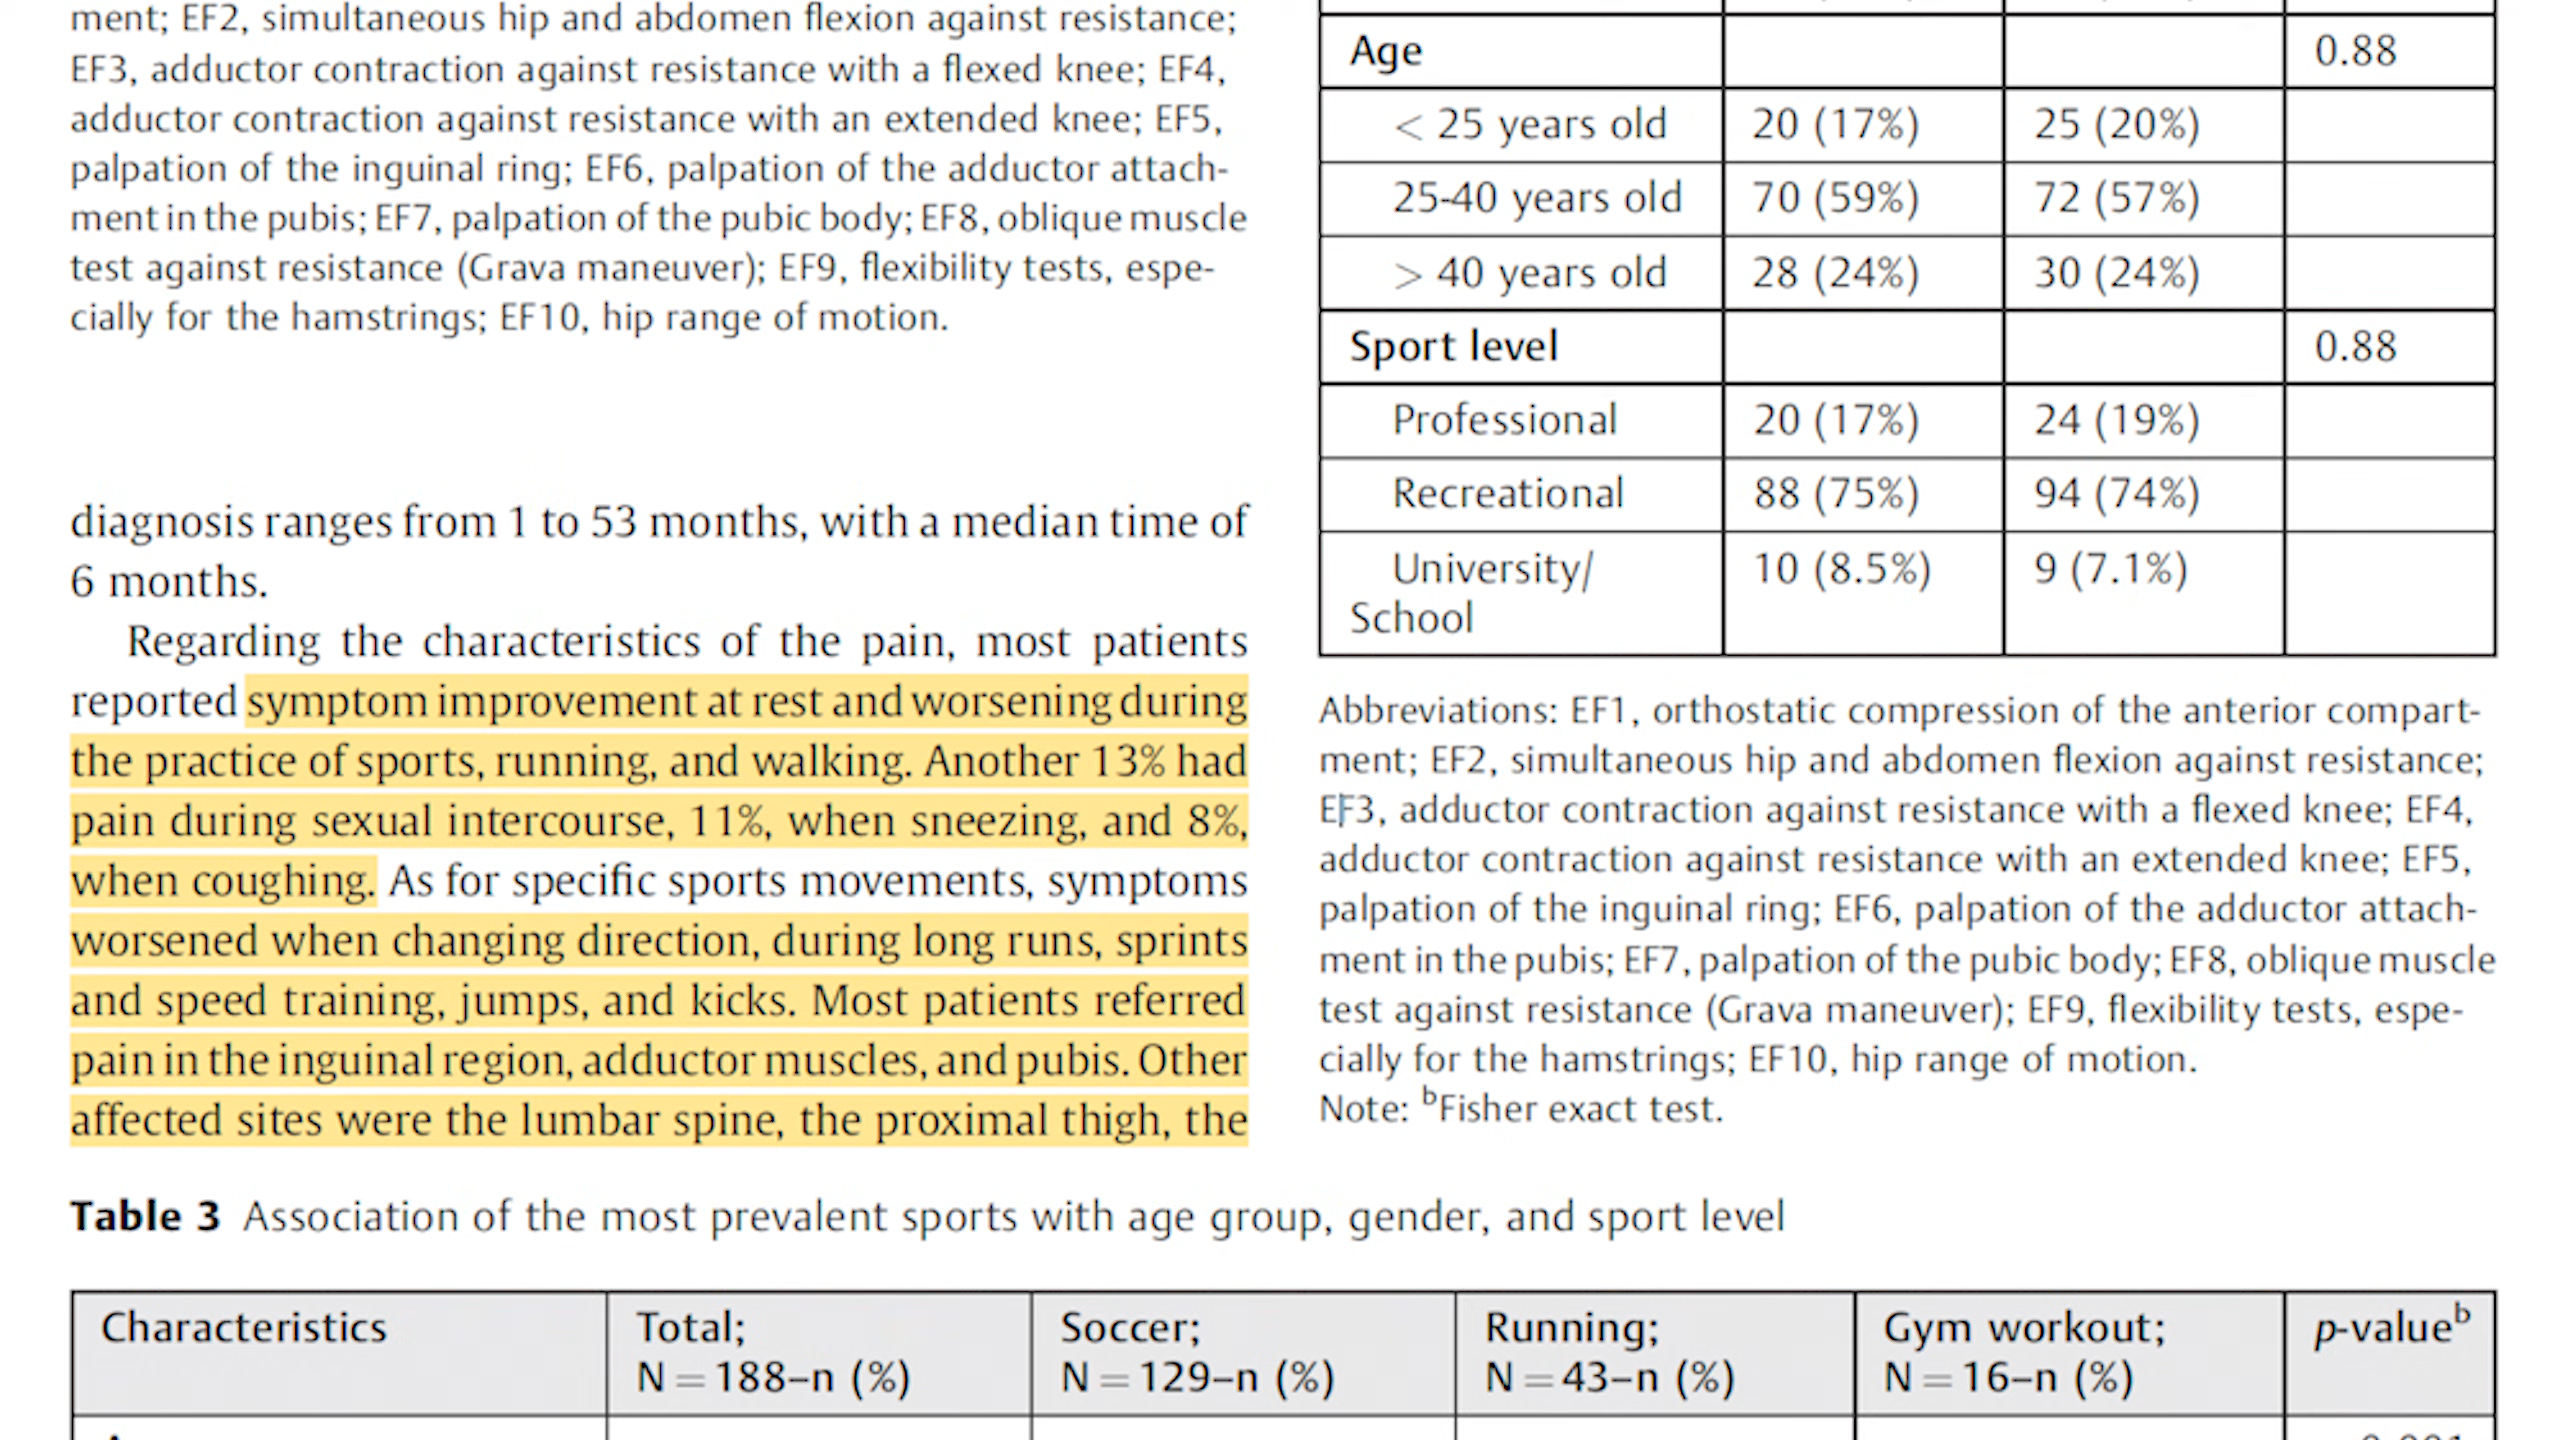 ment; EF2, simultaneous hip and abdomen flexion against resistance;
EF3, adductor contraction against resistance with a flexed knee; EF4,
adductor contraction against resistance with an extended knee; EF5,
palpation of the inguinal ring; EF6, palpation of the adductor attach-
ment in the pubis; EF7, palpation of the pubic body; EF8, oblique muscle
test against resistance (Grava maneuver); EF9, flexibility tests, espe-
cially for the hamstrings; EF10, hip range of motion.
diagnosis ranges from 1 to 53 months, with a median time of
6 months.
Regarding the characteristics of the pain, most patients
reported symptom improvement at rest and worsening during
the practice of sports, running, and walking. Another 13% had
pain during sexual intercourse, 11%, when sneezing, and 8%,
when coughing. As for specific sports movements, symptoms
worsened when changing direction, during long runs, sprints
and speed training, jumps, and kicks. Most patients referred
pain in the inguinal region, adductor muscles, and pubis. Other
affected sites were the lumbar spine, the proximal thigh, the
Age 0.88
< 25 years old 20 (17%) 25 (20%)
25-40 years old 70 (59%) 72 (57%)
> 40 years old 28 (24%) 30 (24%)
Sport level 0.88
Professional 20 (17%) 24 (19%)
Recreational 88 (75%) 94 (74%)
University/ 10 (8.5%) 9 (7.1%)
School
Abbreviations: EF1, orthostatic compression of the anterior compart-
ment; EF2, simultaneous hip and abdomen flexion against resistance;
EF3, adductor contraction against resistance with a flexed knee; EF4,
adductor contraction against resistance with an extended knee; EF5,
palpation of the inguinal ring; EF6, palpation of the adductor attach-
ment in the pubis; EF7, palpation of the pubic body; EF8, oblique muscle
test against resistance (Grava maneuver); EF9, flexibility tests, espe-
cially for the hamstrings; EF10, hip range of motion.
Note: bFisher exact test.
Table 3 Association of the most prevalent sports with age group, gender, and sport level
Characteristics Total; Soccer; Running; Gym workout; p-valueb
N = 188–n (%) N = 129–n (%) N = 43–n (%) N = 16–n (%)